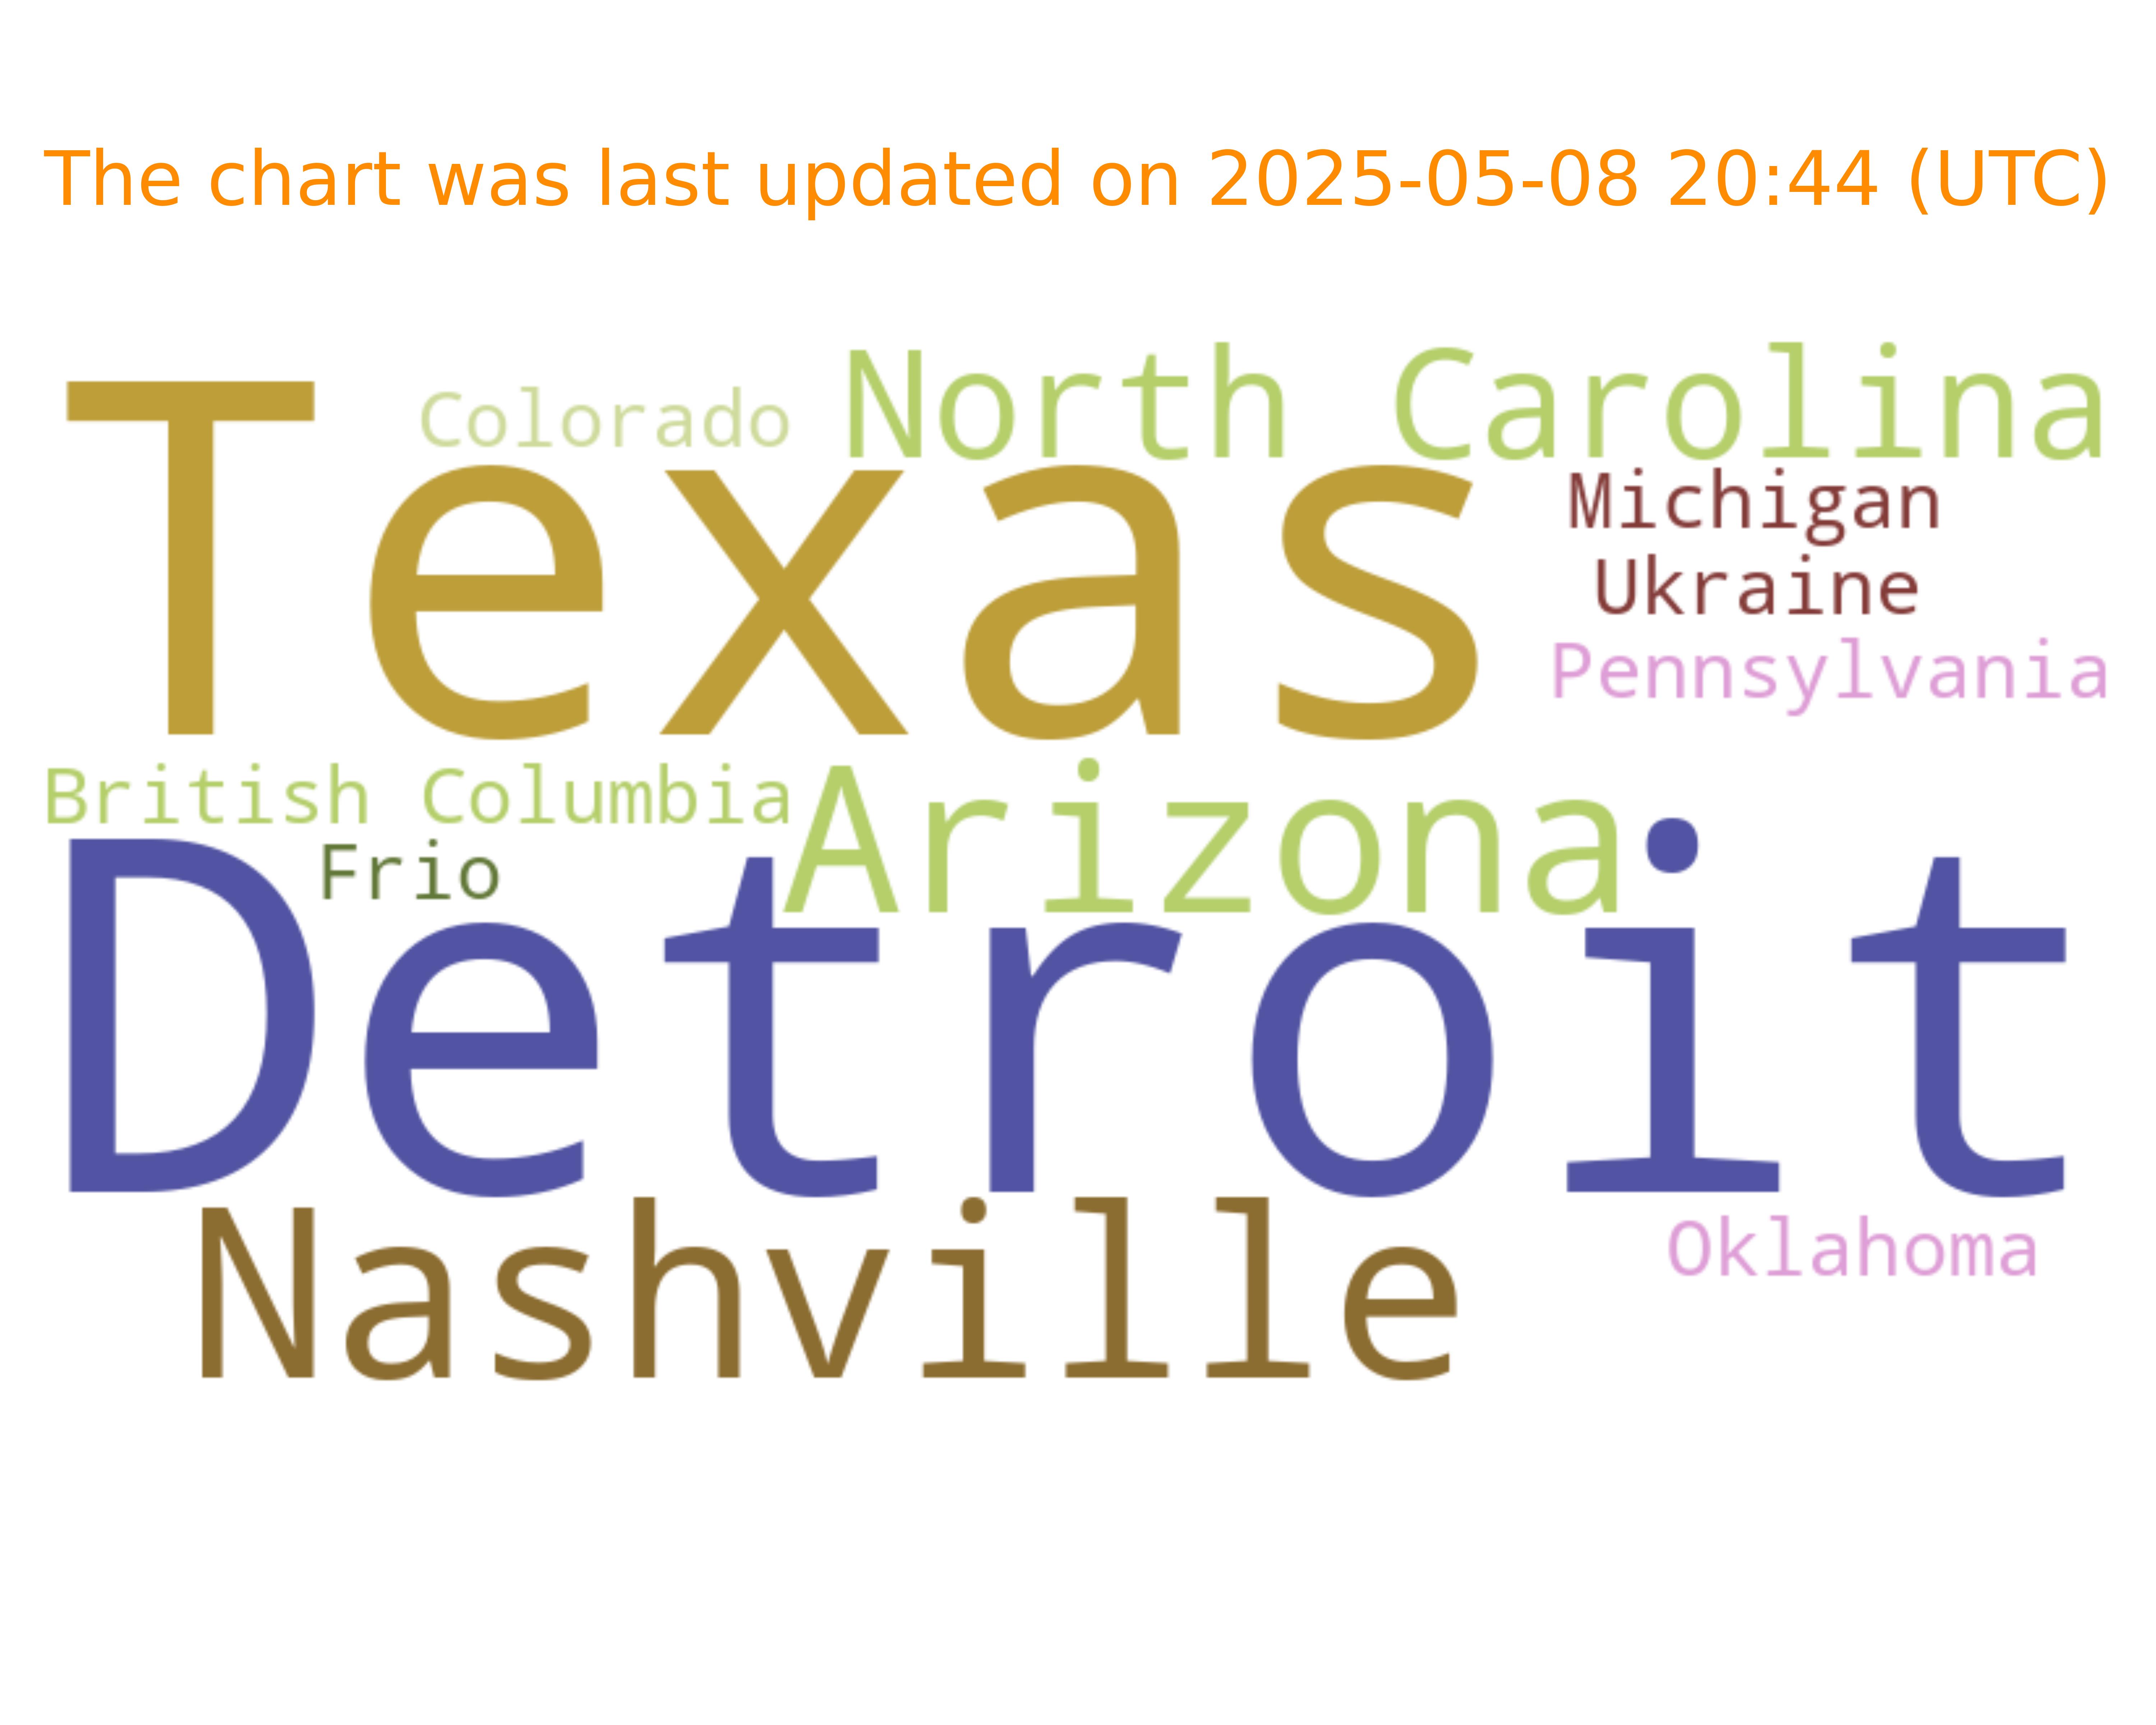 The chart was last updated on 2025-05-08 20:44 (UTC)
Colorado
North Carolina
Texas
Michigan
Ukraine
Pennsylvania
British Columbia
Arizona
Frio
Detroit
Nashville
Oklahoma